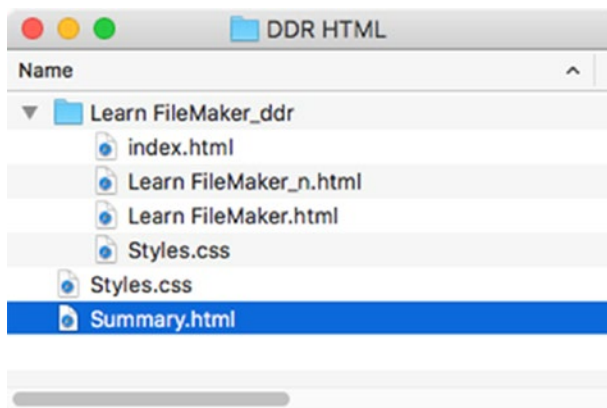 DDR HTML
Name
Learn FileMaker_ddr
index.html
Learn FileMaker_n.html
Learn FileMaker.html
Styles.css
Styles.css
Summary.html